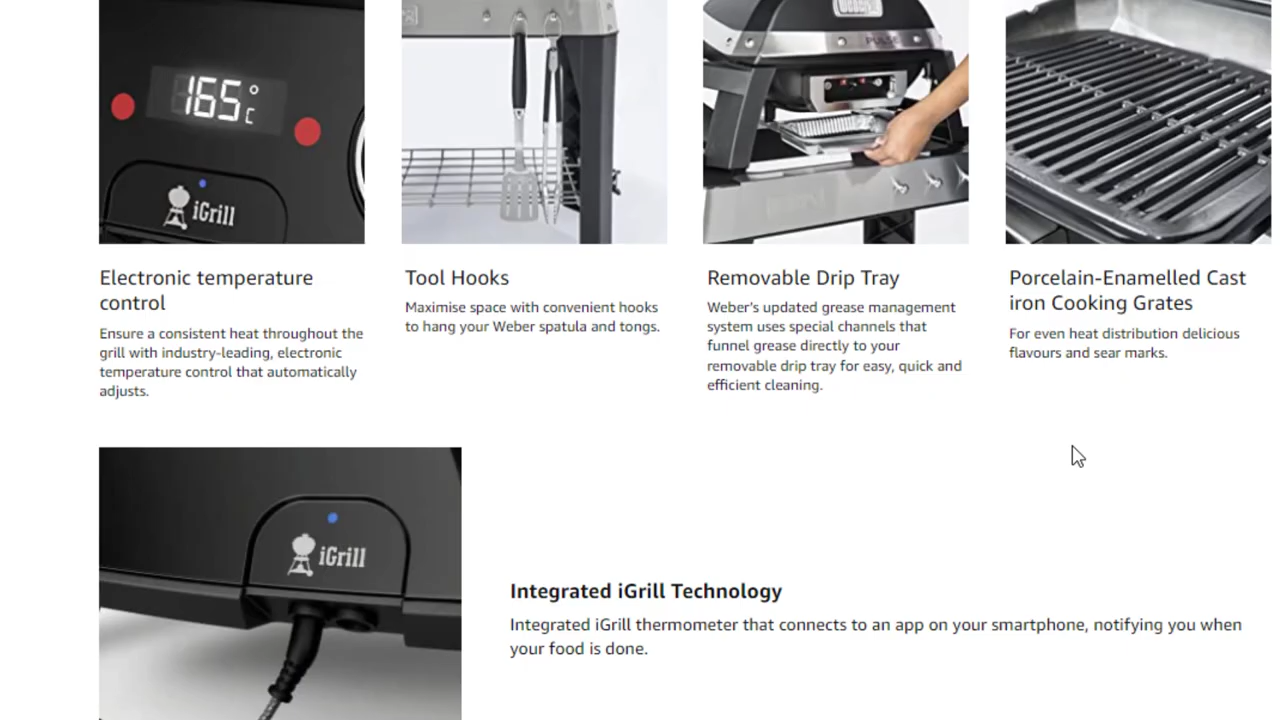 165°C
iGrill
PULSE
Electronic temperature
control
Ensure a consistent heat throughout the
grill with industry-leading, electronic
temperature control that automatically
adjusts.
Tool Hooks
Maximise space with convenient hooks
to hang your Weber spatula and tongs.
Removable Drip Tray
Weber's updated grease management
system uses special channels that
funnel grease directly to your
removable drip tray for easy, quick and
efficient cleaning.
Porcelain-Enamelled Cast
iron Cooking Grates
For even heat distribution delicious
flavours and sear marks.
iGrill
Integrated iGrill Technology
Integrated iGrill thermometer that connects to an app on your smartphone, notifying you when
your food is done.